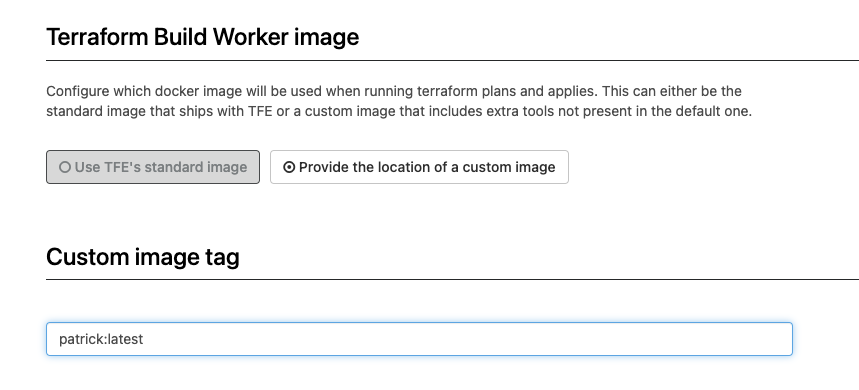 Terraform Build Worker image
Configure which docker image will be used when running terraform plans and applies. This can either be the
standard image that ships with TFE or a custom image that includes extra tools not present in the default one.
Use TFE's standard image
Provide the location of a custom image
Custom image tag
patrick:latest